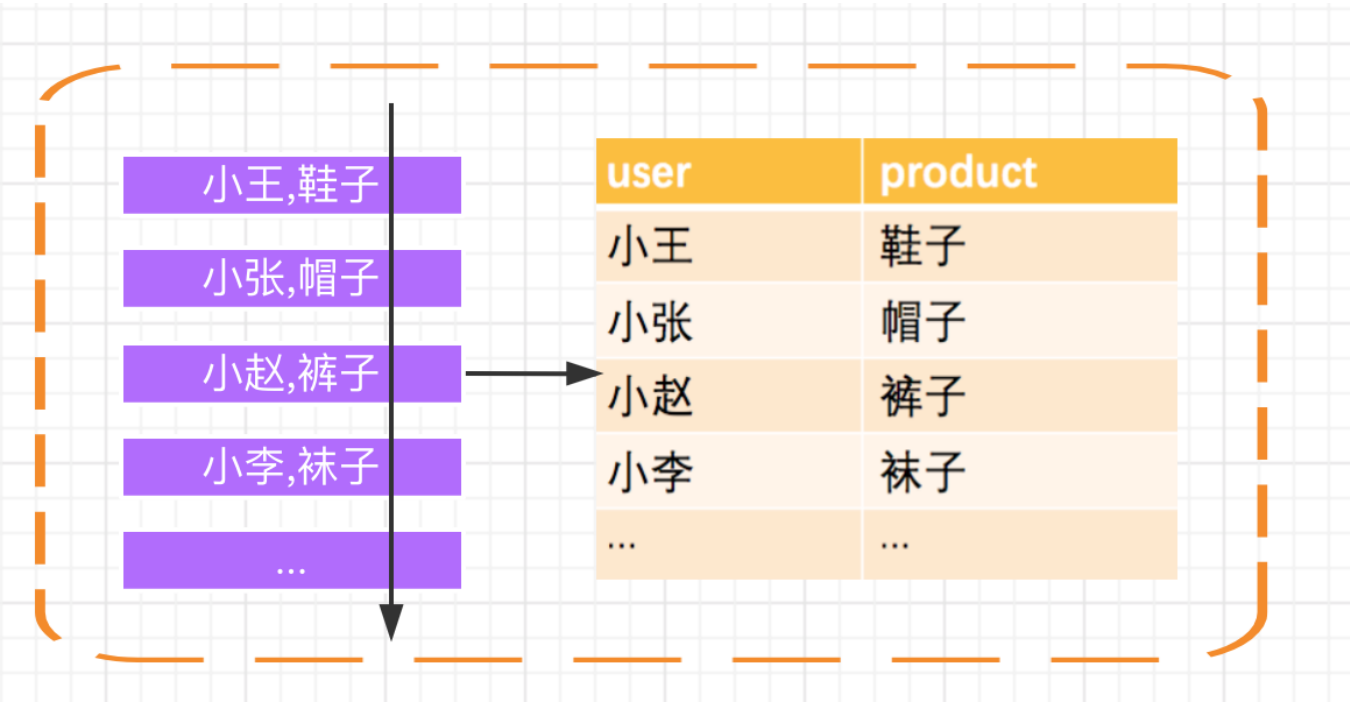 小王,鞋子
小张,帽子
小赵,裤子
小李,袜子
...
user product
小王 鞋子
小张 帽子
小赵 裤子
小李 袜子
... ...